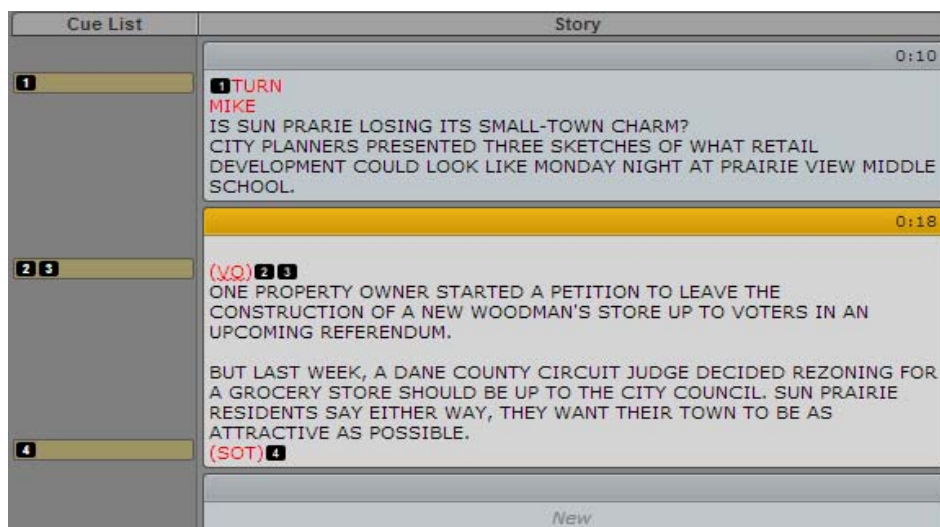 Cue List Story
0:10
1 1 TURN
MIKE
IS SUN PRARIE LOSING ITS SMALL-TOWN CHARM?
CITY PLANNERS PRESENTED THREE SKETCHES OF WHAT RETAIL
DEVELOPMENT COULD LOOK LIKE MONDAY NIGHT AT PRAIRIE VIEW MIDDLE
SCHOOL.
0:18
2 3 (VO) 2 3
ONE PROPERTY OWNER STARTED A PETITION TO LEAVE THE
CONSTRUCTION OF A NEW WOODMAN'S STORE UP TO VOTERS IN AN
UPCOMING REFERENDUM.
BUT LAST WEEK, A DANE COUNTY CIRCUIT JUDGE DECIDED REZONING FOR
A GROCERY STORE SHOULD BE UP TO THE CITY COUNCIL. SUN PRAIRIE
RESIDENTS SAY EITHER WAY, THEY WANT THEIR TOWN TO BE AS
ATTRACTIVE AS POSSIBLE.
4 (SOT) 4
New